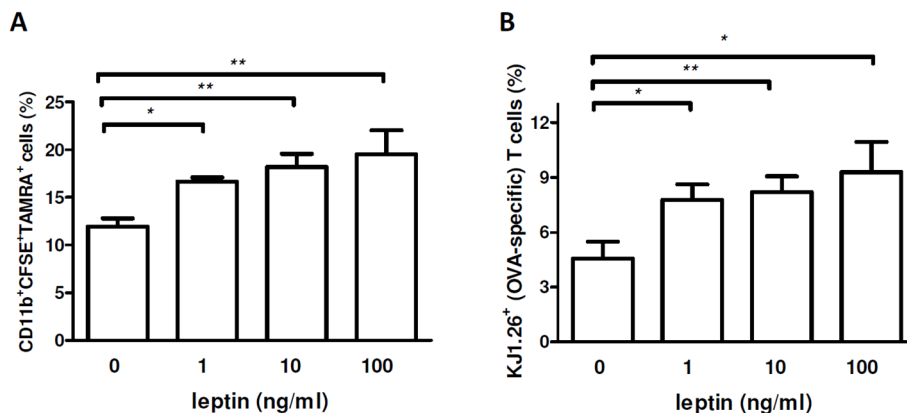 A
CD11b⁺CFSE⁺TAMRA⁺ cells (%)
**
**
*
25
20
15
10
5
0
0 1 10 100
leptin (ng/ml)
B
KJ1.26⁺ (OVA-specific) T cells (%)
*
**
*
12
9
6
3
0
0 1 10 100
leptin (ng/ml)